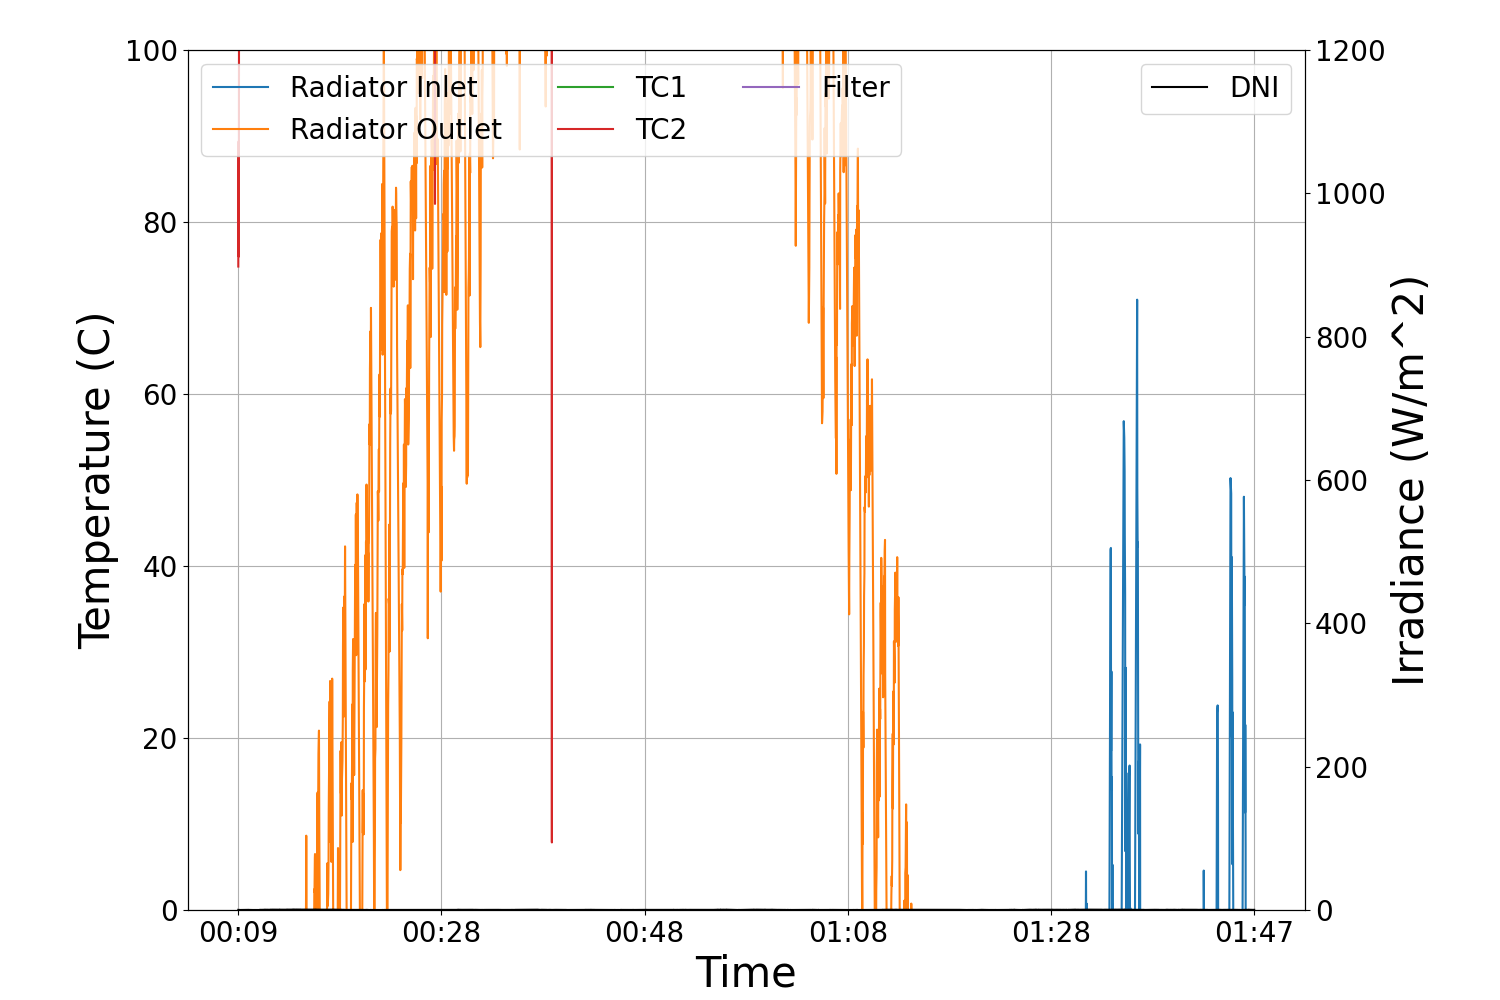 100
80
60
40
20
0
Temperature (C)
Radiator Inlet
Radiator Outlet
TC1
TC2
Filter
DNI
1200
1000
800
600
400
200
0
Irradiance (W/m^2)
00:09 00:28 00:48 01:08 01:28 01:47
Time